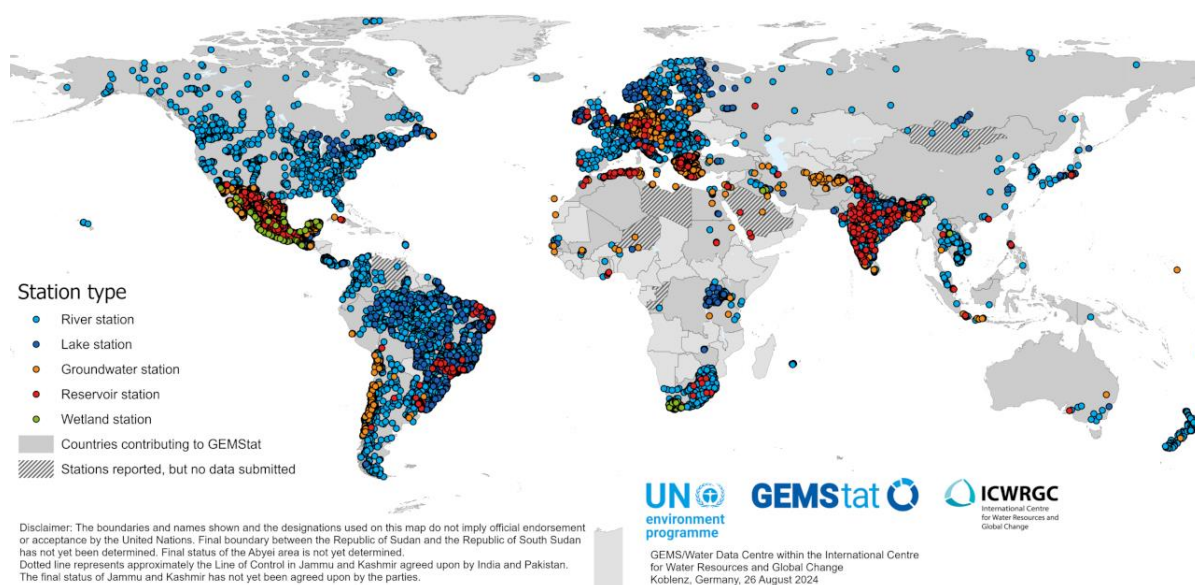 Station type
River station
Lake station
Groundwater station
Reservoir station
Wetland station
Countries contributing to GEMStat
Stations reported, but no data submitted
Disclaimer: The boundaries and names shown and the designations used on this map do not imply official endorsement
or acceptance by the United Nations. Final boundary between the Republic of Sudan and the Republic of South Sudan
has not yet been determined. Final status of the Abyei area is not yet determined.
Dotted line represents approximately the Line of Control in Jammu and Kashmir agreed upon by India and Pakistan.
The final status of Jammu and Kashmir has not yet been agreed upon by the parties.
UN
environment
programme
GEMStat
ICWRGC
International Centre
for Water Resources and
Global Change
GEMS/Water Data Centre within the International Centre
for Water Resources and Global Change
Koblenz, Germany, 26 August 2024